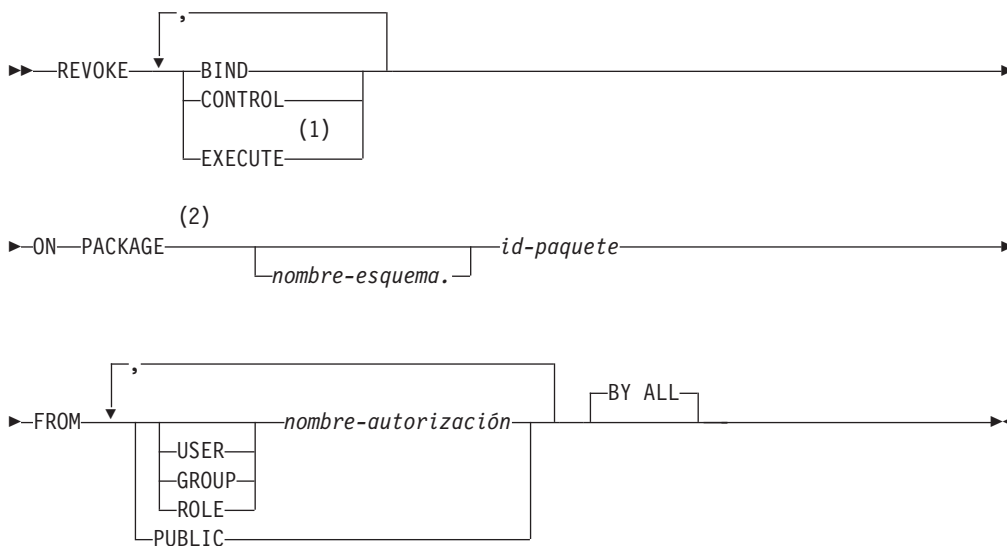 ,
REVOKE BIND
CONTROL
(1)
EXECUTE
(2)
ON PACKAGE id-paquete
nombre-esquema.
,
BY ALL
FROM nombre-autorización
USER
GROUP
ROLE
PUBLIC